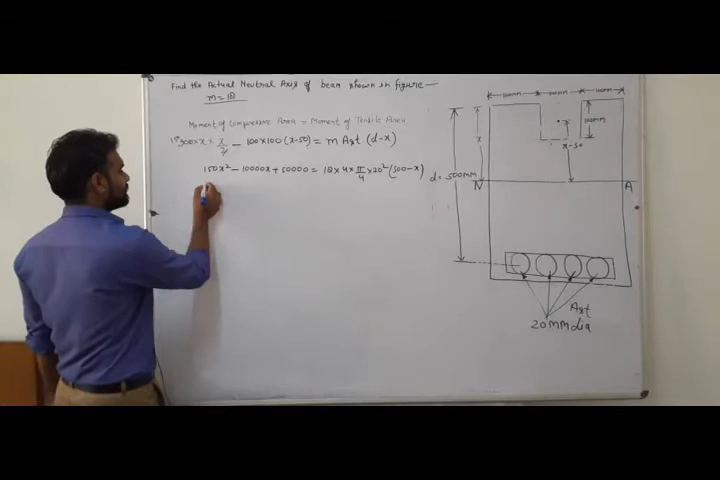 Find the Actual Neutral Axis of beam shown in figure —
m = 18
Moment of Compressive Area = Moment of Tensile Area
300 × x × x/2 − 100×100 (x-50) = m Ast (d-x)
150x² − 10000x + 50000 = 18 × 4 × π/4 × 20² (500-x)
100mm
x
x-50
d = 500MM
N
A
Ast
20MM dia